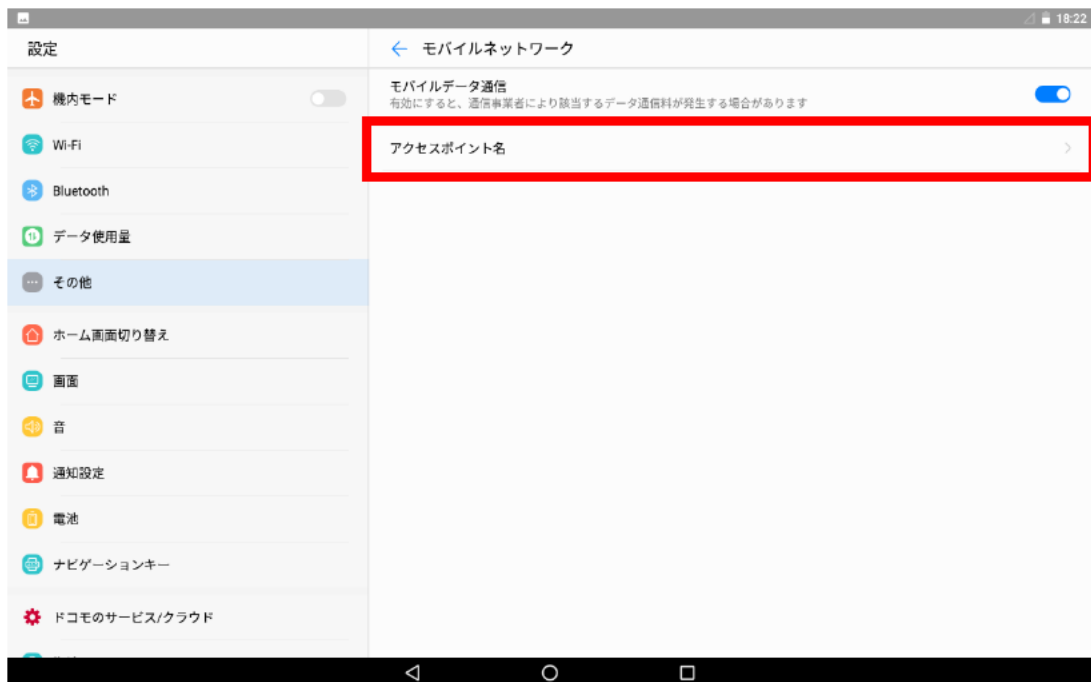 18:22
設定
モバイルネットワーク
機内モード
モバイルデータ通信
有効にすると、通信事業者により該当するデータ通信料が発生する場合があります
Wi-Fi
アクセスポイント名
Bluetooth
データ使用量
その他
ホーム画面切り替え
画面
音
通知設定
電池
ナビゲーションキー
ドコモのサービス/クラウド